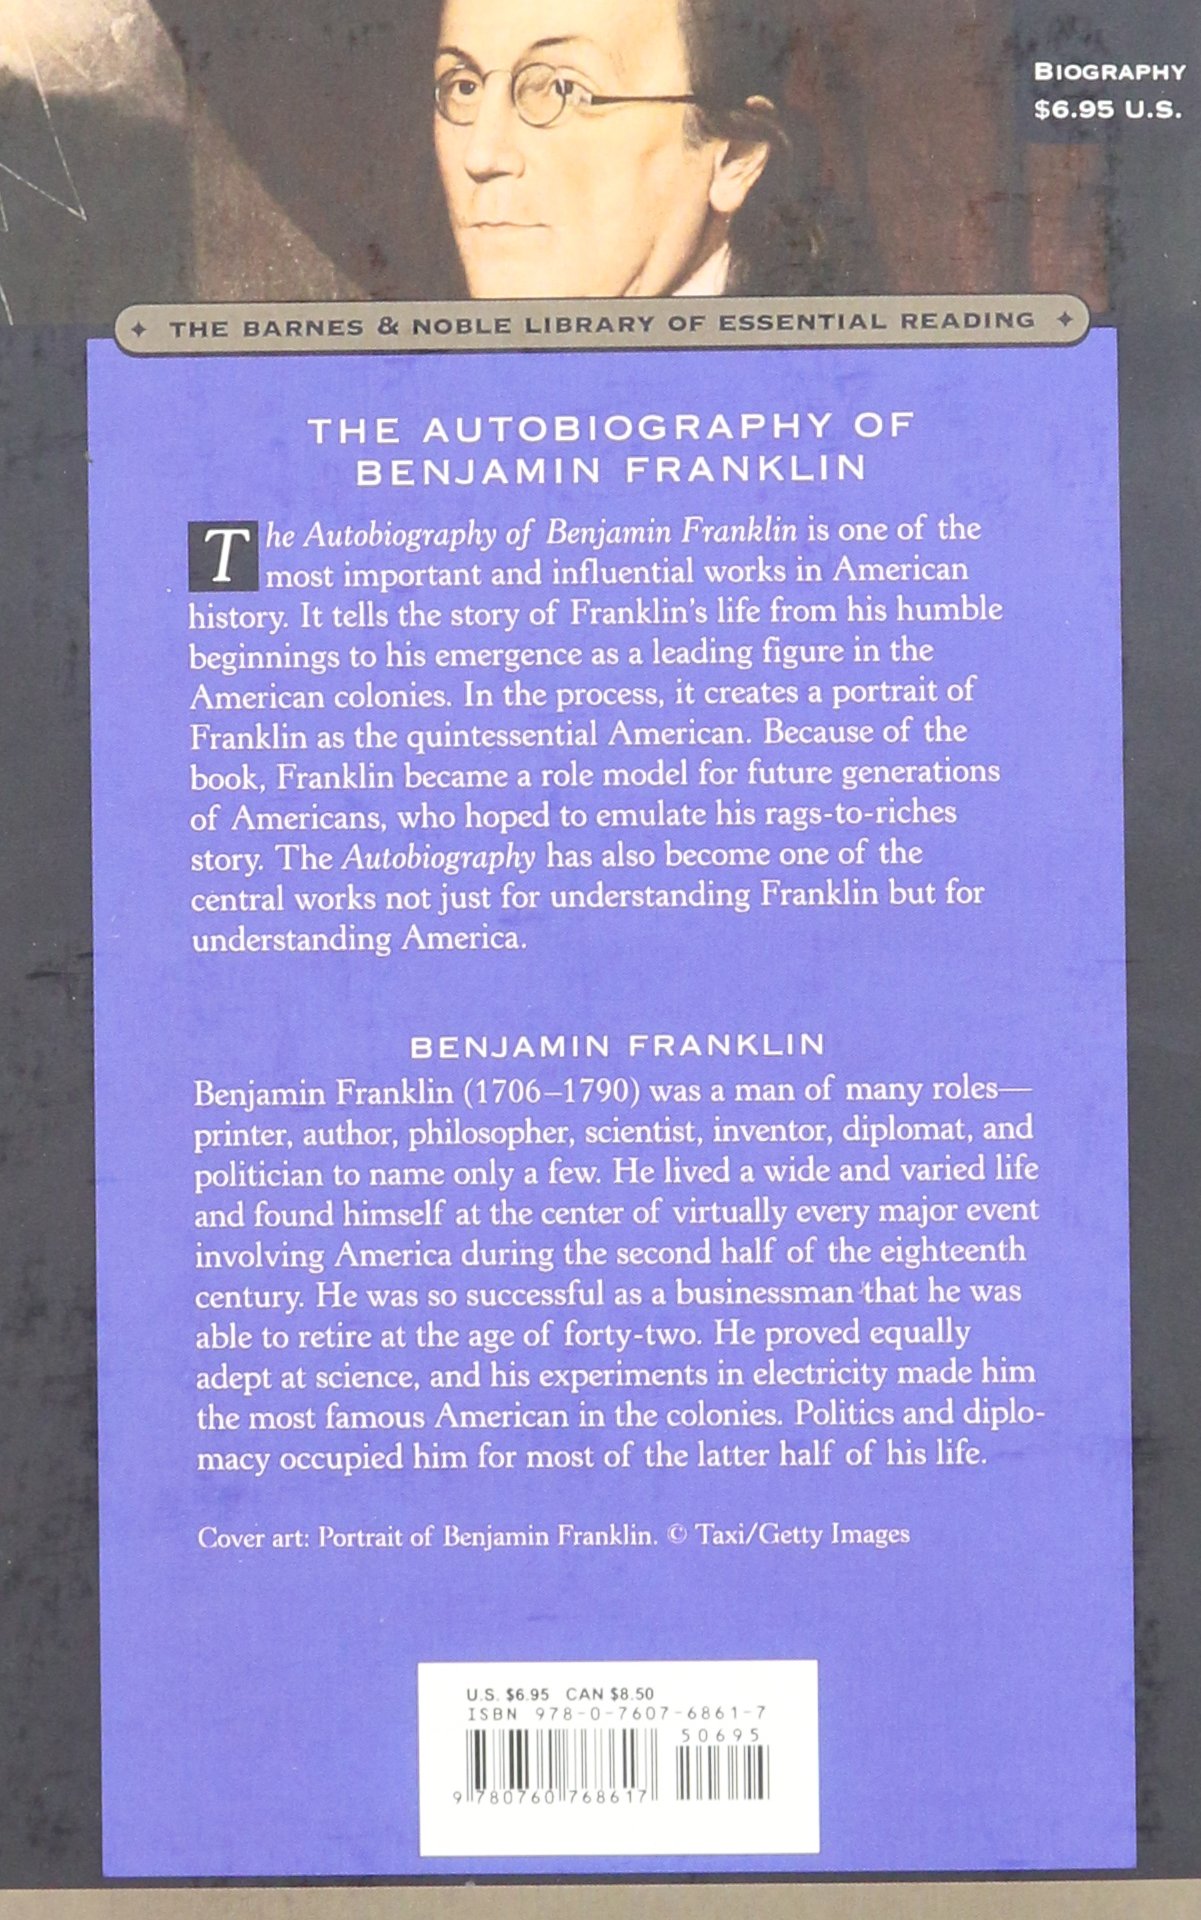 BIOGRAPHY
$6.95 U.S.
THE BARNES & NOBLE LIBRARY OF ESSENTIAL READING
THE AUTOBIOGRAPHY OF
BENJAMIN FRANKLIN
The Autobiography of Benjamin Franklin is one of the
most important and influential works in American
history. It tells the story of Franklin's life from his humble
beginnings to his emergence as a leading figure in the
American colonies. In the process, it creates a portrait of
Franklin as the quintessential American. Because of the
book, Franklin became a role model for future generations
of Americans, who hoped to emulate his rags-to-riches
story. The Autobiography has also become one of the
central works not just for understanding Franklin but for
understanding America.
BENJAMIN FRANKLIN
Benjamin Franklin (1706–1790) was a man of many roles—
printer, author, philosopher, scientist, inventor, diplomat, and
politician to name only a few. He lived a wide and varied life
and found himself at the center of virtually every major event
involving America during the second half of the eighteenth
century. He was so successful as a businessman that he was
able to retire at the age of forty-two. He proved equally
adept at science, and his experiments in electricity made him
the most famous American in the colonies. Politics and diplo-
macy occupied him for most of the latter half of his life.
Cover art: Portrait of Benjamin Franklin. © Taxi/Getty Images
U.S. $6.95 CAN $8.50
ISBN 978-0-7607-6861-7
50695
9 780760 768617